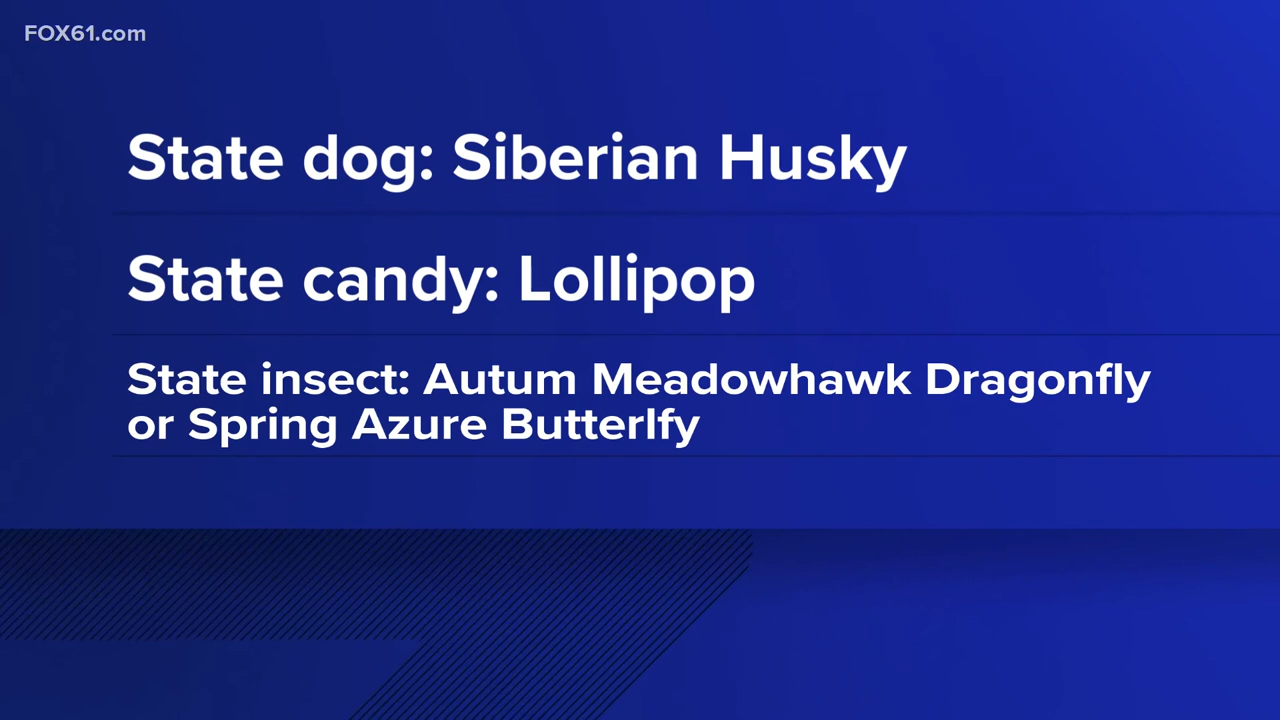 FOX61.com
State dog: Siberian Husky
State candy: Lollipop
State insect: Autum Meadowhawk Dragonfly
or Spring Azure Butterlfy